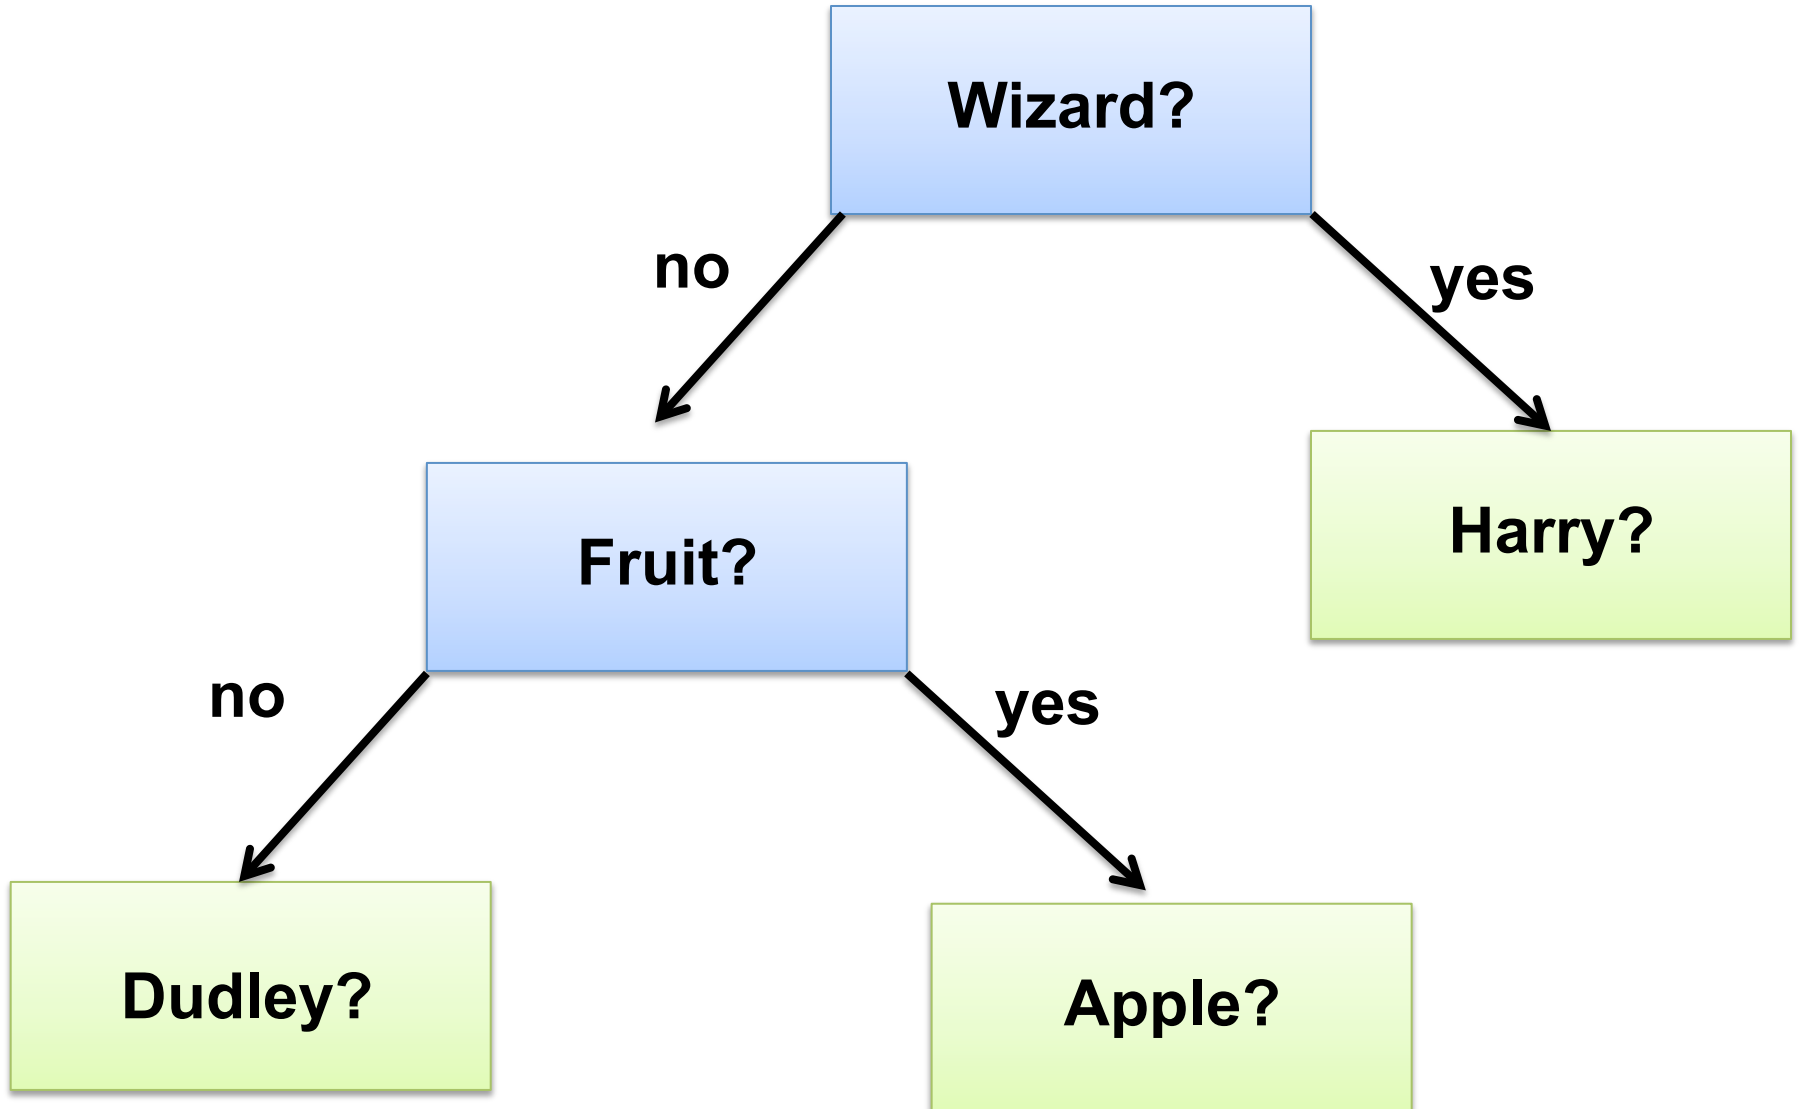 Wizard?
no
yes
Fruit?
Harry?
no
yes
Dudley?
Apple?